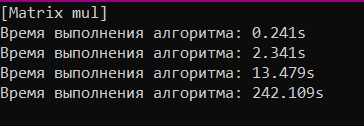 [Matrix mul]
Время выполнения алгоритма: 0.241s
Время выполнения алгоритма: 2.341s
Время выполнения алгоритма: 13.479s
Время выполнения алгоритма: 242.109s